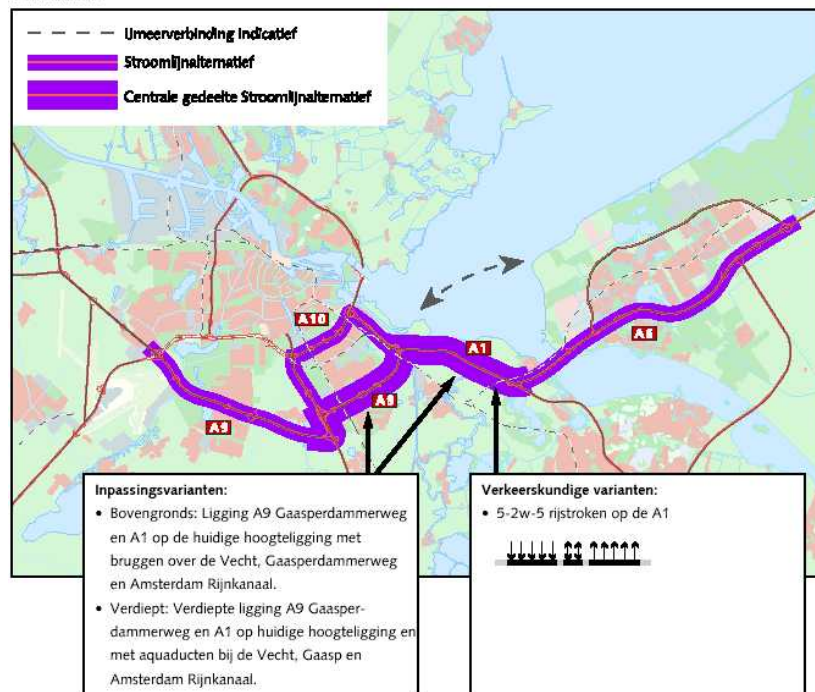 IJmeerverbinding indicatief
Stroomlijnalternatief
Centrale gedeelte Stroomlijnalternatief
A10
A1
A6
A9
A9
Inpassingsvarianten:
• Bovengronds: Ligging A9 Gaasperdammerweg
en A1 op de huidige hoogteligging met
bruggen over de Vecht, Gaasperdammerweg
en Amsterdam Rijnkanaal.
• Verdiept: Verdiepte ligging A9 Gaasper-
dammerweg en A1 op huidige hoogteligging en
met aquaducten bij de Vecht, Gaasp en
Amsterdam Rijnkanaal.
Verkeerskundige varianten:
• 5-2w-5 rijstroken op de A1